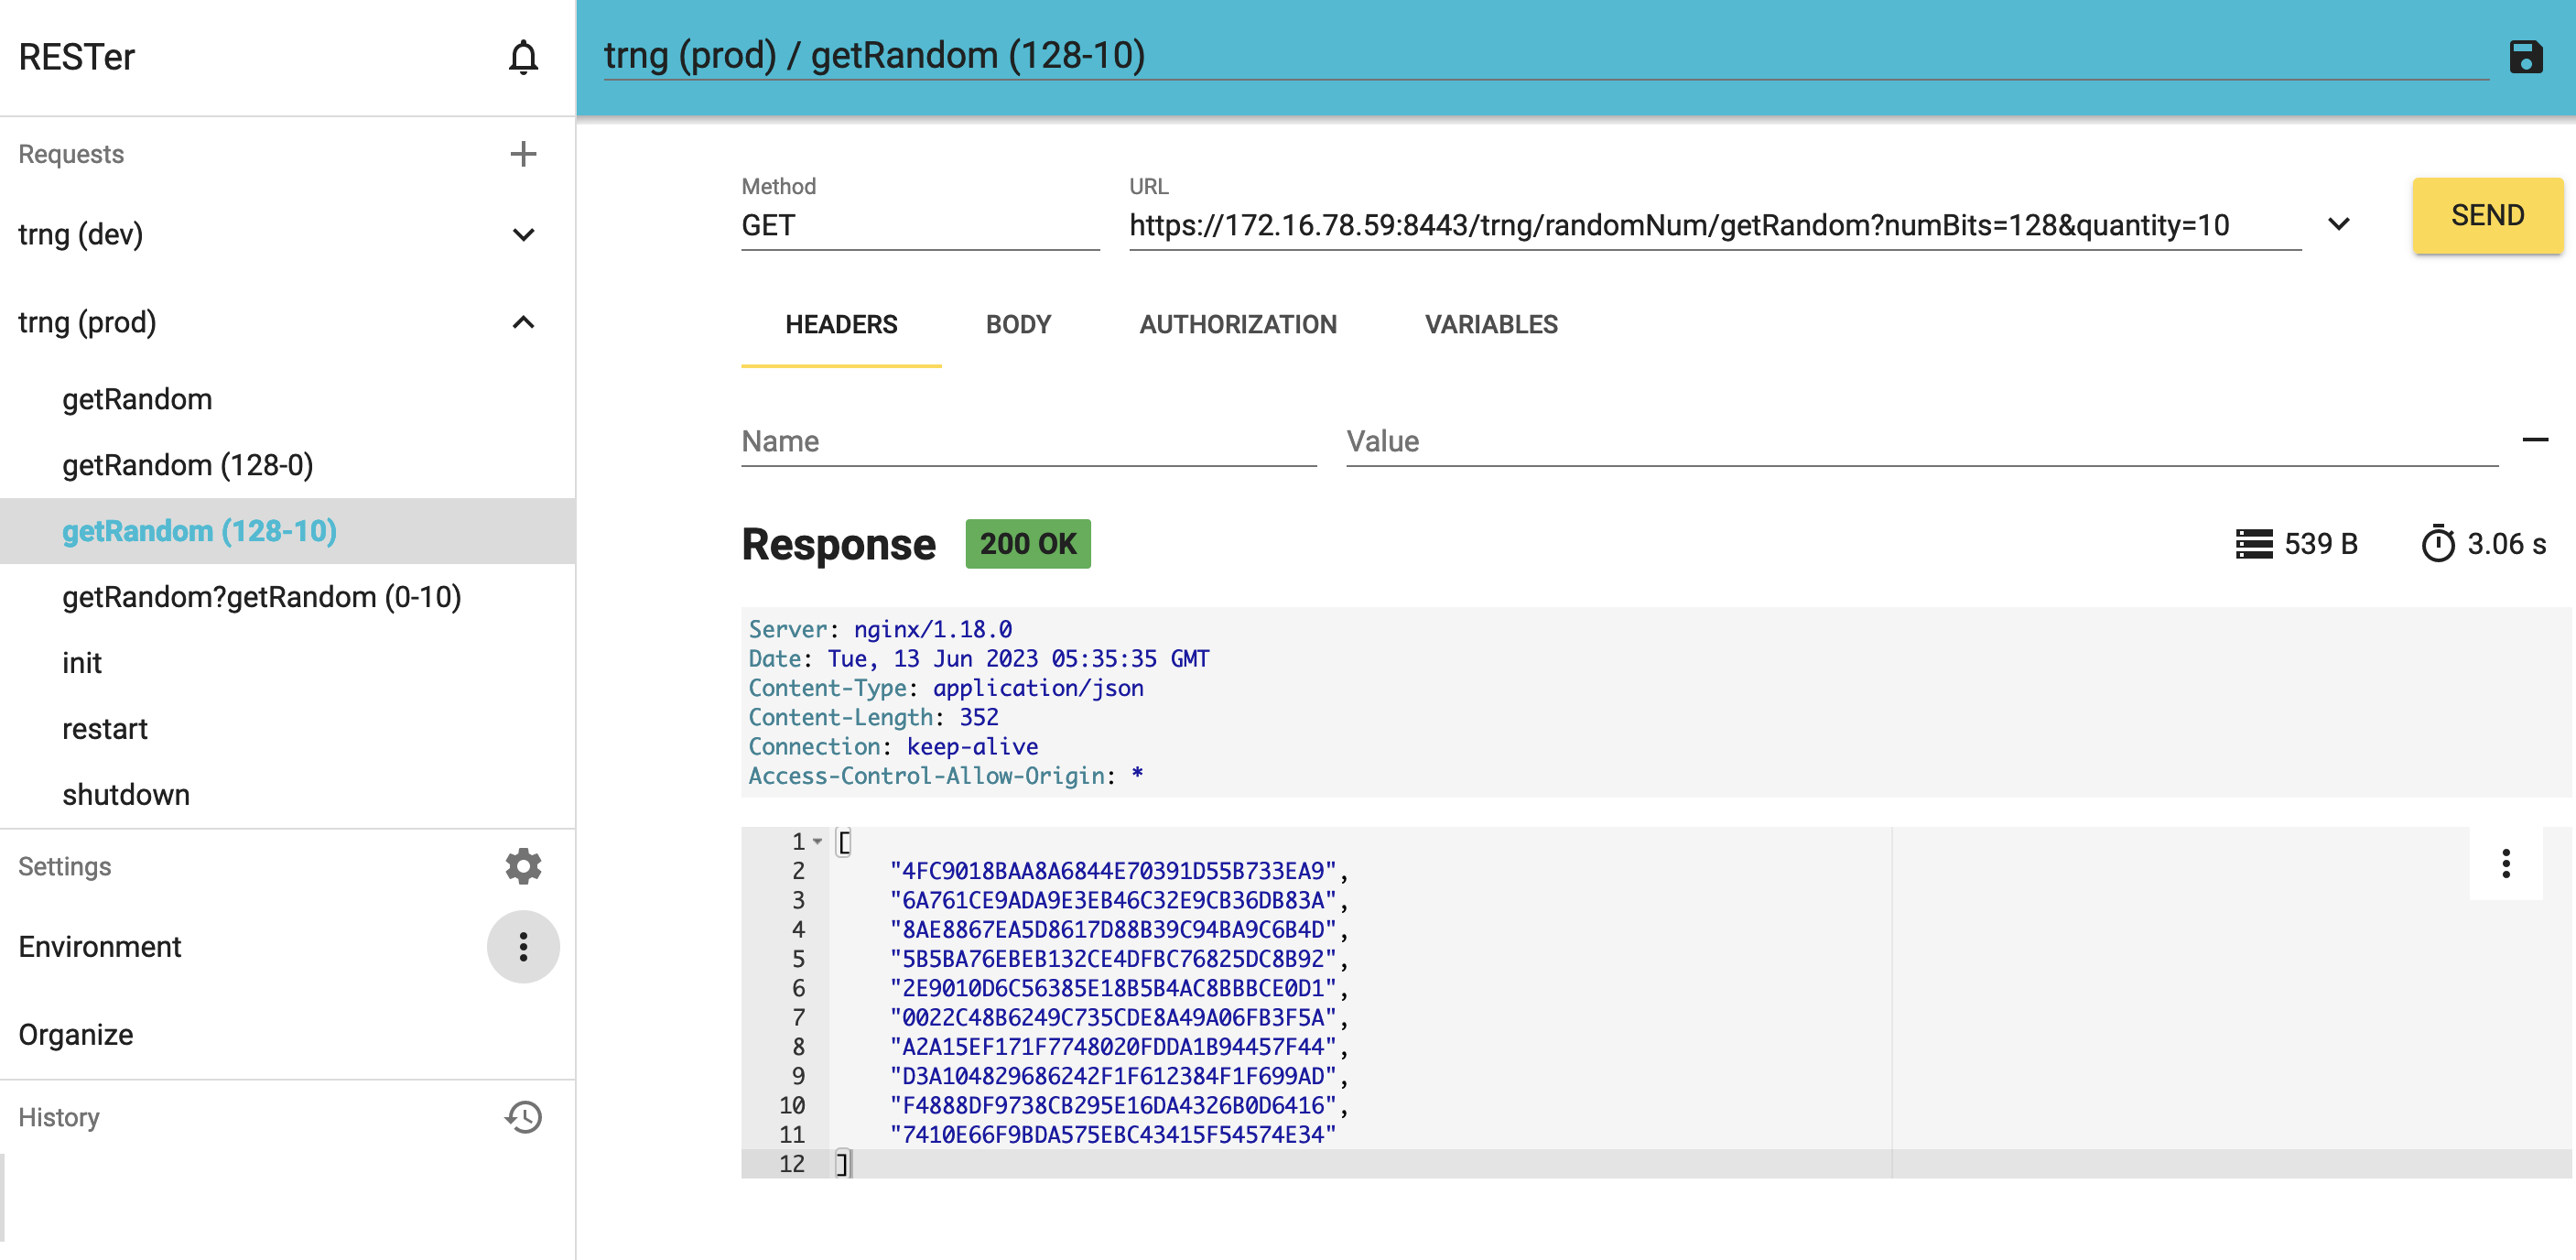 RESTer
trng (prod) / getRandom (128-10)
Requests
trng (dev)
trng (prod)
getRandom
getRandom (128-0)
getRandom (128-10)
getRandom?getRandom (0-10)
init
restart
shutdown
Settings
Environment
Organize
History
Method
GET
URL
https://172.16.78.59:8443/trng/randomNum/getRandom?numBits=128&quantity=10
SEND
HEADERS BODY AUTHORIZATION VARIABLES
Name Value
Response 200 OK 539 B 3.06 s
Server: nginx/1.18.0
Date: Tue, 13 Jun 2023 05:35:35 GMT
Content-Type: application/json
Content-Length: 352
Connection: keep-alive
Access-Control-Allow-Origin: *
1 [
2 "4FC9018BAA8A6844E70391D55B733EA9",
3 "6A761CE9ADA9E3EB46C32E9CB36DB83A",
4 "8AE8867EA5D8617D88B39C94BA9C6B4D",
5 "5B5BA76EBEB132CE4DFBC76825DC8B92",
6 "2E9010D6C56385E18B5B4AC8BBBCE0D1",
7 "0022C48B6249C735CDE8A49A06FB3F5A",
8 "A2A15EF171F7748020FDDA1B94457F44",
9 "D3A104829686242F1F612384F1F699AD",
10 "F4888DF9738CB295E16DA4326B0D6416",
11 "7410E66F9BDA575EBC43415F54574E34"
12 ]